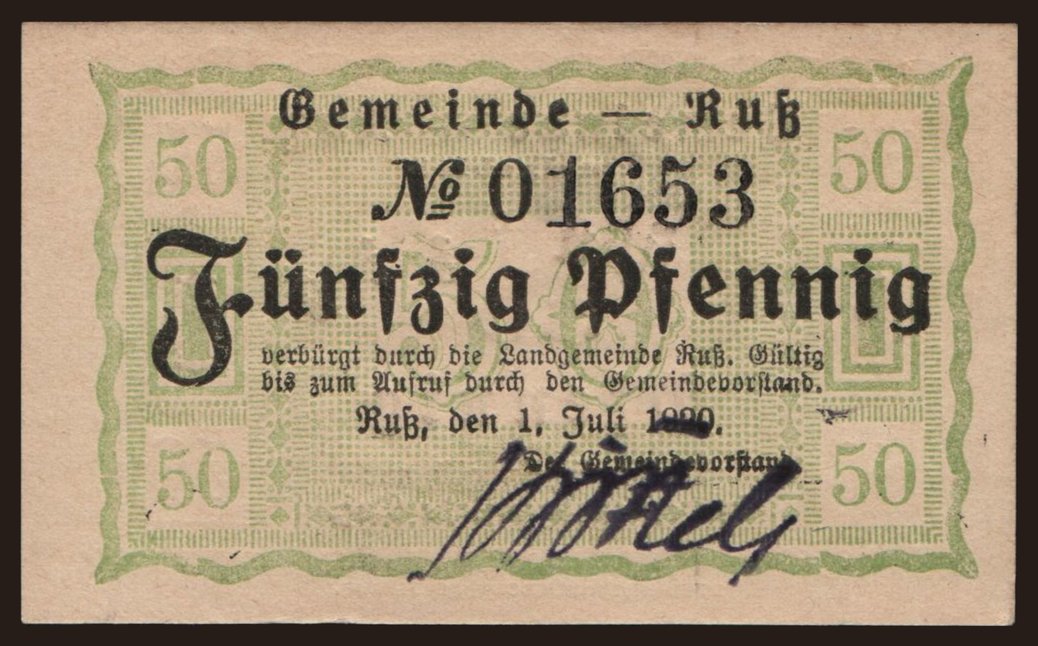 Gemeinde — Ruß
50 50
№ 01653
Fünfzig Pfennig
verbürgt durch die Landgemeinde Ruß. Gültig
bis zum Aufruf durch den Gemeindevorstand.
Ruß, den 1. Juli 1920.
Der Gemeindevorstand
50 50